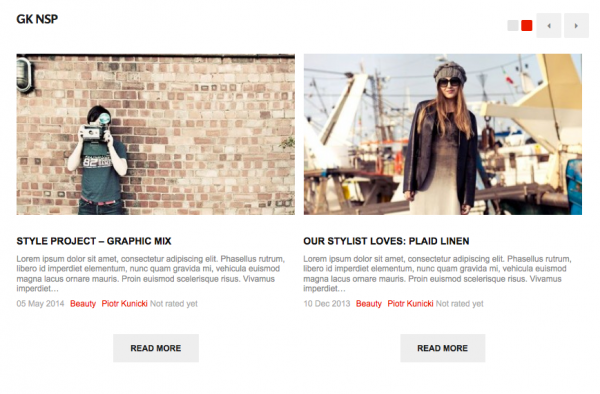 GK NSP
STYLE PROJECT – GRAPHIC MIX
Lorem ipsum dolor sit amet, consectetur adipiscing elit. Phasellus rutrum,
libero id imperdiet elementum, nunc quam gravida mi, vehicula euismod
magna lacus ornare mauris. Proin euismod scelerisque risus. Vivamus
imperdiet…
05 May 2014 Beauty Piotr Kunicki Not rated yet
READ MORE
OUR STYLIST LOVES: PLAID LINEN
Lorem ipsum dolor sit amet, consectetur adipiscing elit. Phasellus rutrum,
libero id imperdiet elementum, nunc quam gravida mi, vehicula euismod
magna lacus ornare mauris. Proin euismod scelerisque risus. Vivamus
imperdiet…
10 Dec 2013 Beauty Piotr Kunicki Not rated yet
READ MORE